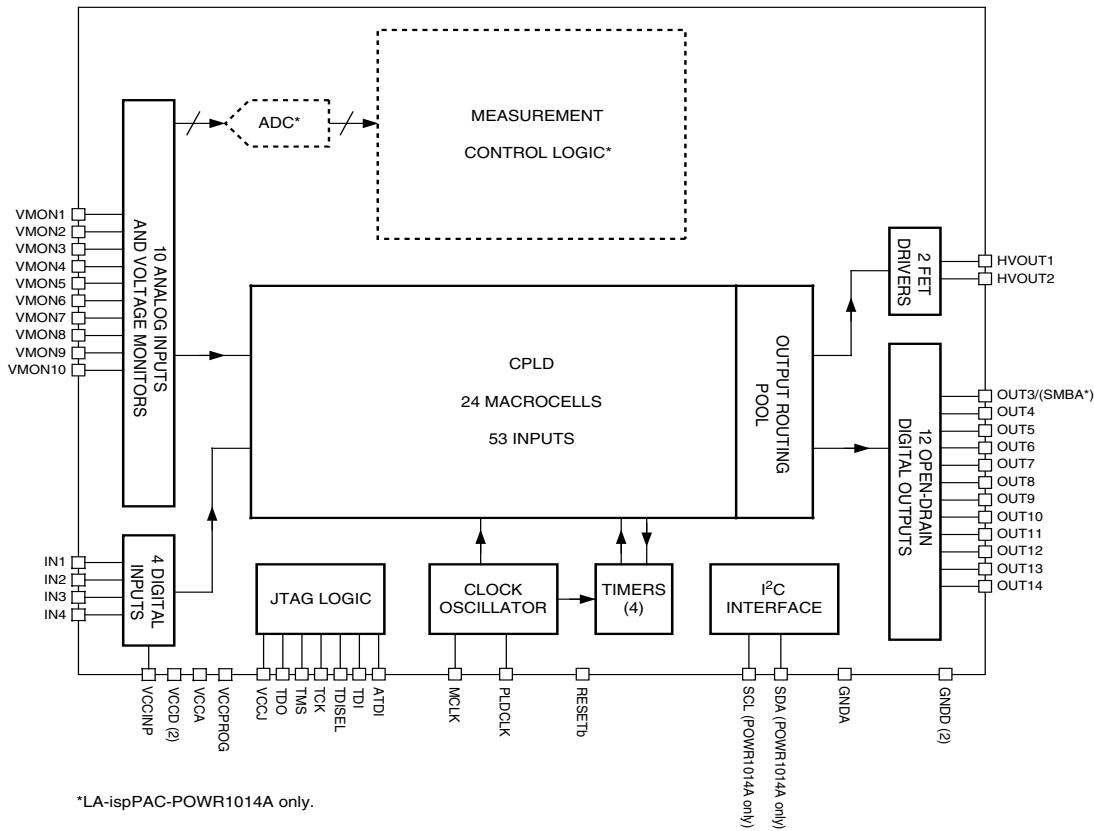 ADC*
MEASUREMENT
CONTROL LOGIC*
VMON1
VMON2
VMON3
VMON4
VMON5
VMON6
VMON7
VMON8
VMON9
VMON10
10 ANALOG INPUTS
AND VOLTAGE MONITORS
CPLD
24 MACROCELLS
53 INPUTS
OUTPUT ROUTING
POOL
2 FET
DRIVERS
HVOUT1
HVOUT2
12 OPEN-DRAIN
DIGITAL OUTPUTS
OUT3/(SMBA*)
OUT4
OUT5
OUT6
OUT7
OUT8
OUT9
OUT10
OUT11
OUT12
OUT13
OUT14
IN1
IN2
IN3
IN4
4 DIGITAL
INPUTS
JTAG LOGIC
CLOCK
OSCILLATOR
TIMERS
(4)
I²C
INTERFACE
VCCINP
VCCD (2)
VCCA
VCCPROG
VCCJ
TDO
TMS
TCK
TDISEL
TDI
ATDI
MCLK
PLDCLK
RESETb
SCL (POWR1014A only)
SDA (POWR1014A only)
GNDA
GNDD (2)
*LA-ispPAC-POWR1014A only.